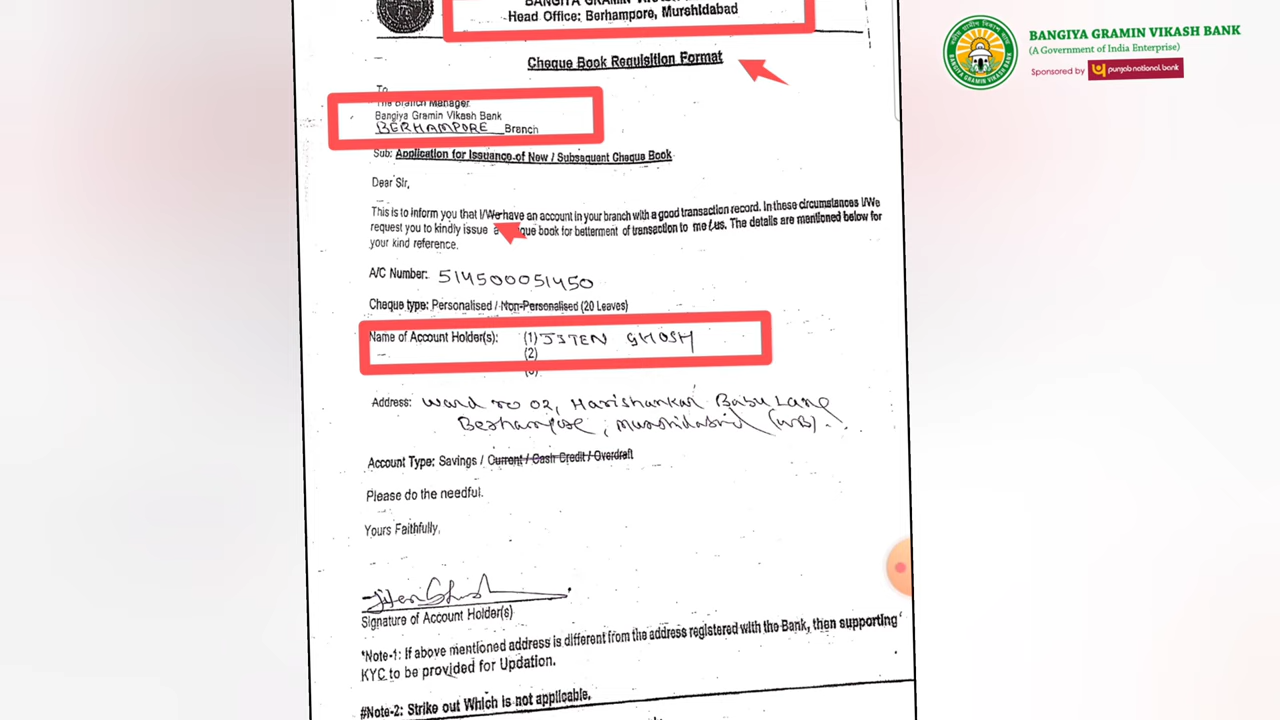 Head Office: Berhampore, Murshidabad
BANGIYA GRAMIN VIKASH BANK
(A Government of India Enterprise)
Sponsored by punjab national bank
Cheque Book Requisition Format
To
The Branch Manager
Bangiya Gramin Vikash Bank
BERHAMPORE Branch
Sub: Application for Issuance of New / Subsequent Cheque Book
Dear Sir,
This is to inform you that I/We have an account in your branch with a good transaction record. In these circumstances I/We
request you to kindly issue a que book for betterment of transaction to me /us. The details are mentioned below for
your kind reference.
A/C Number: 514500051450
Cheque type: Personalised / Non-Personalised (20 Leaves)
Name of Account Holder(s): (1) JITEN GHOSH
(2)
(3)
Address: Ward no 02, Harishankar Babu Lane
Berhampore, Murshidabad (WB).
Account Type: Savings / Current / Cash Credit / Overdraft
Please do the needful.
Yours Faithfully,
Jiten Ghosh
Signature of Account Holder(s)
*Note-1: If above mentioned address is different from the address registered with the Bank, then supporting
KYC to be provided for Updation.
#Note-2: Strike out Which is not applicable.